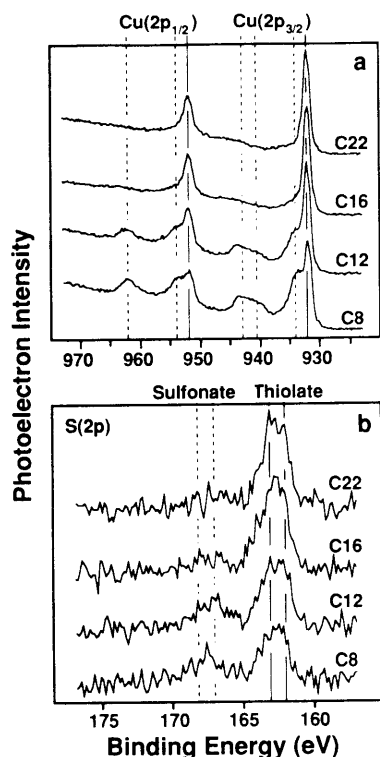 Cu(2p1/2) Cu(2p3/2)
a
C22
C16
C12
C8
970 960 950 940 930
Photoelectron Intensity
Sulfonate Thiolate
S(2p) b
C22
C16
C12
C8
175 170 165 160
Binding Energy (eV)